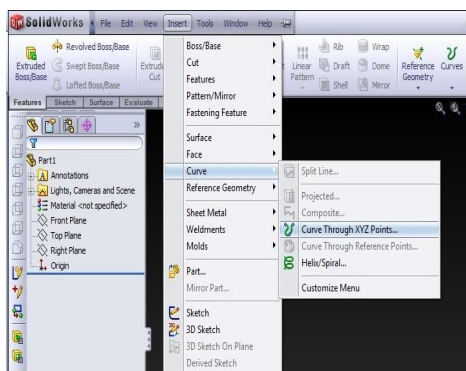 SolidWorks
File Edit View Insert Tools Window Help
Extruded Boss/Base
Revolved Boss/Base
Swept Boss/Base
Lofted Boss/Base
Extrude Cut
Linear Pattern
Rib
Draft
Shell
Wrap
Dome
Mirror
Reference Geometry
Curves
Features Sketch Surface Evaluate
Part1
Annotations
Lights, Cameras and Scene
Material <not specified>
Front Plane
Top Plane
Right Plane
Origin
Boss/Base
Cut
Features
Pattern/Mirror
Fastening Feature
Surface
Face
Curve
Reference Geometry
Sheet Metal
Weldments
Molds
Part...
Mirror Part...
Sketch
3D Sketch
3D Sketch On Plane
Derived Sketch
Split Line...
Projected...
Composite...
Curve Through XYZ Points...
Curve Through Reference Points...
Helix/Spiral...
Customize Menu